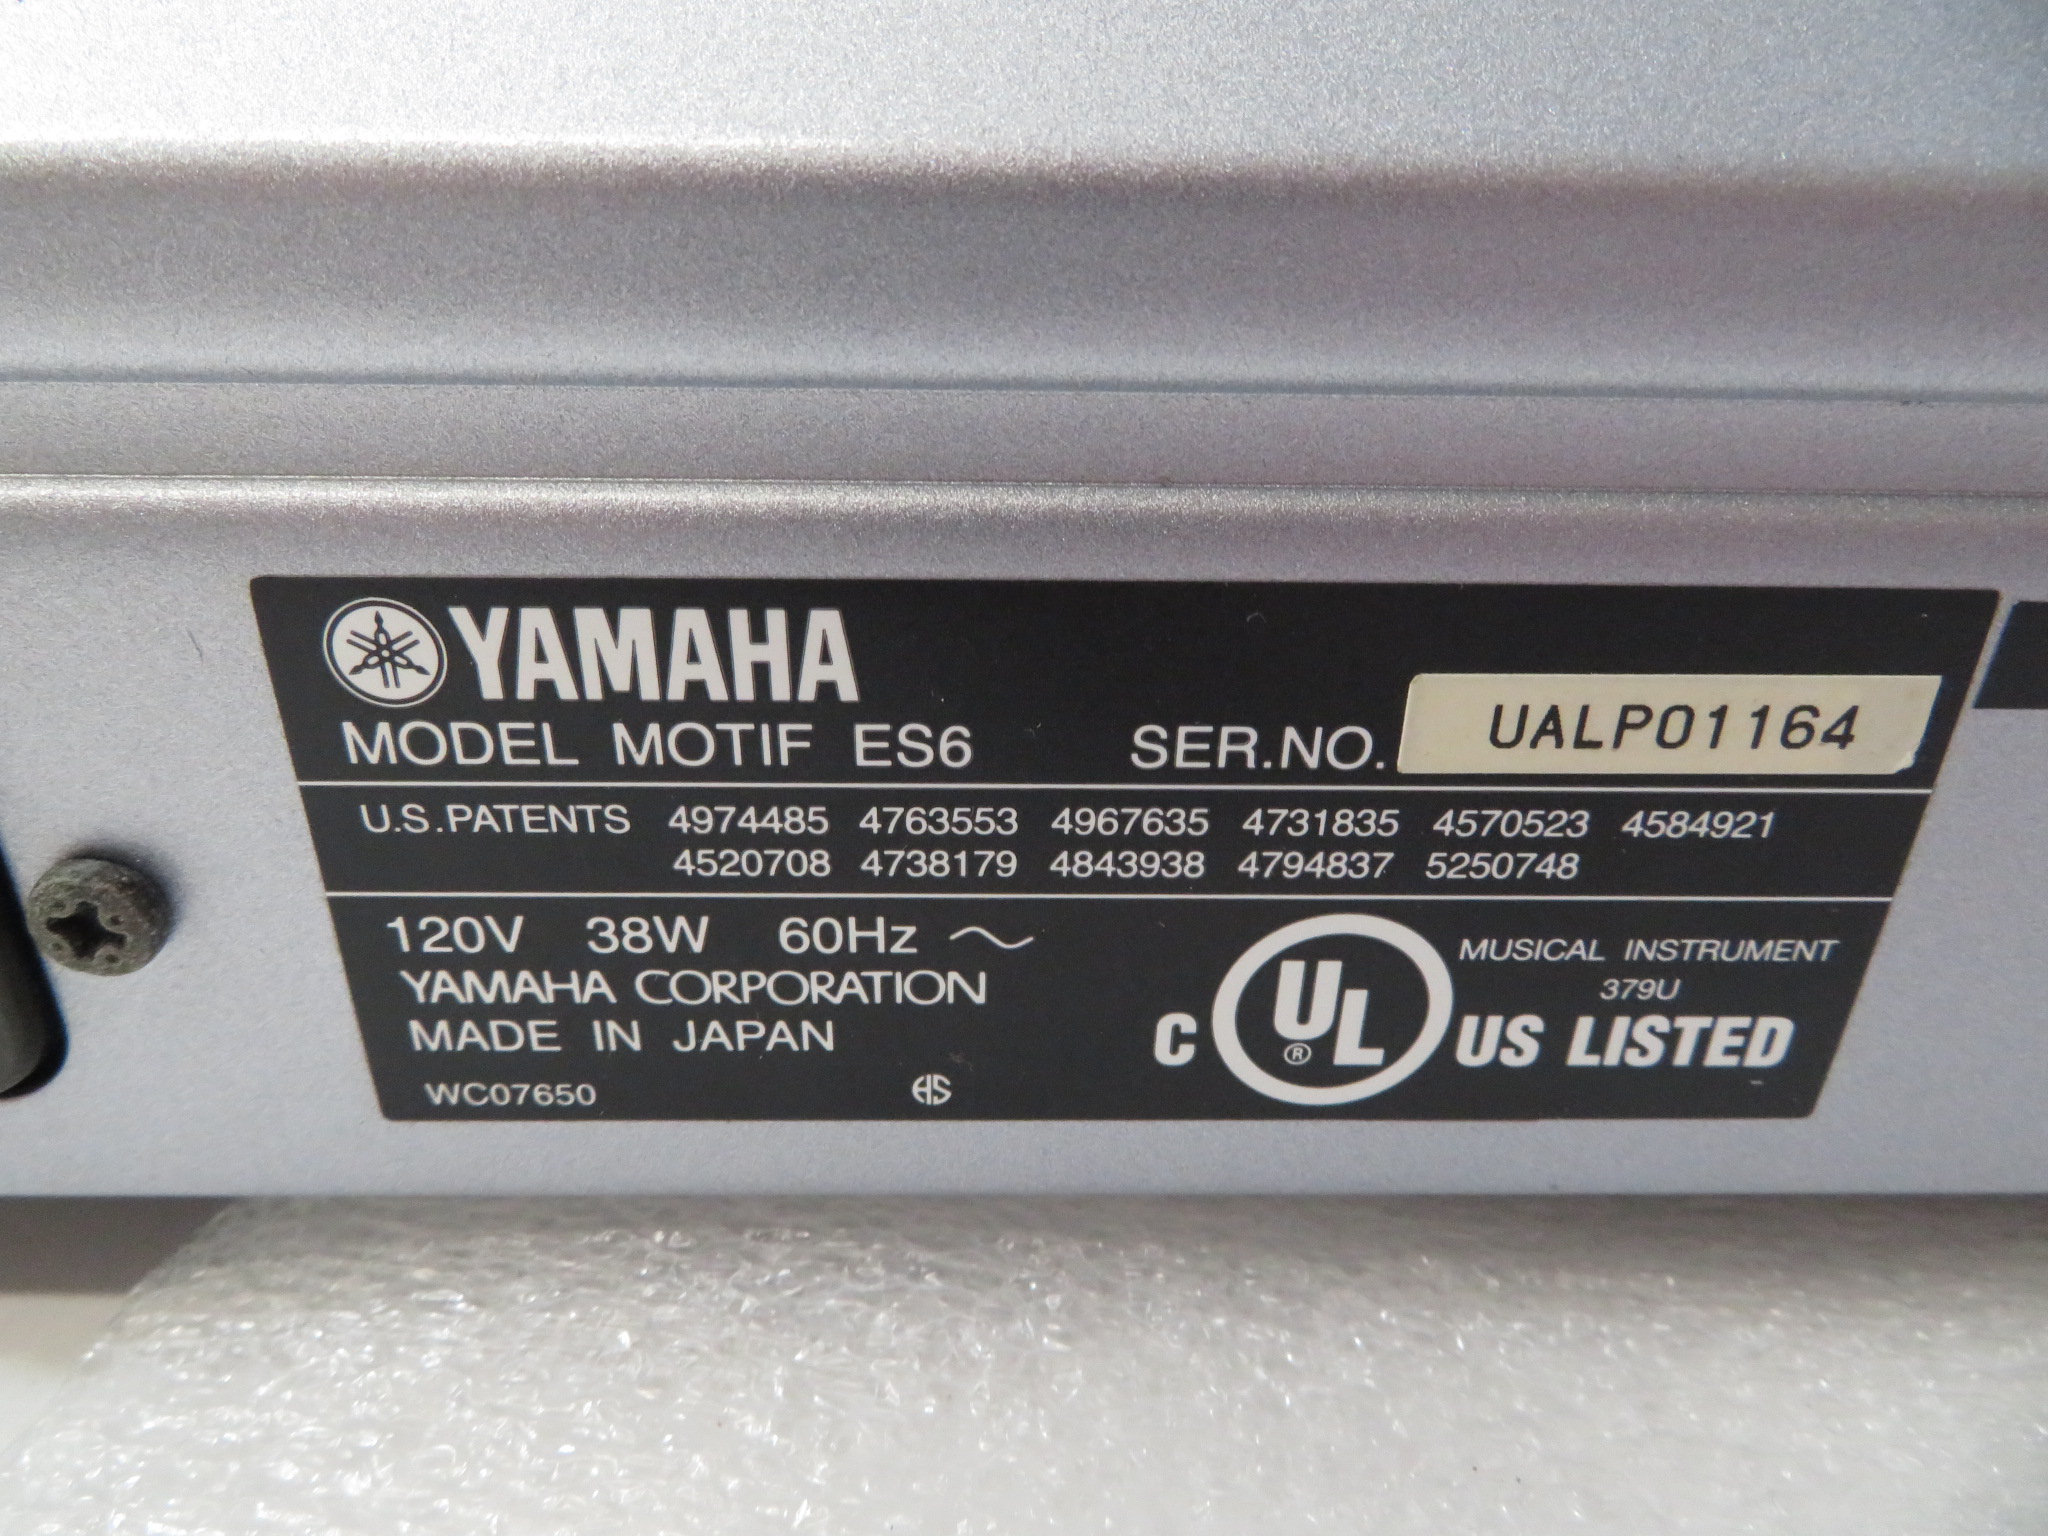 YAMAHA
MODEL MOTIF ES6 SER.NO. UALP01164
U.S.PATENTS 4974485 4763553 4967635 4731835 4570523 4584921
4520708 4738179 4843938 4794837 5250748
120V 38W 60Hz ~
YAMAHA CORPORATION
MADE IN JAPAN
WC07650 HS
MUSICAL INSTRUMENT
379U
C UL ® US LISTED